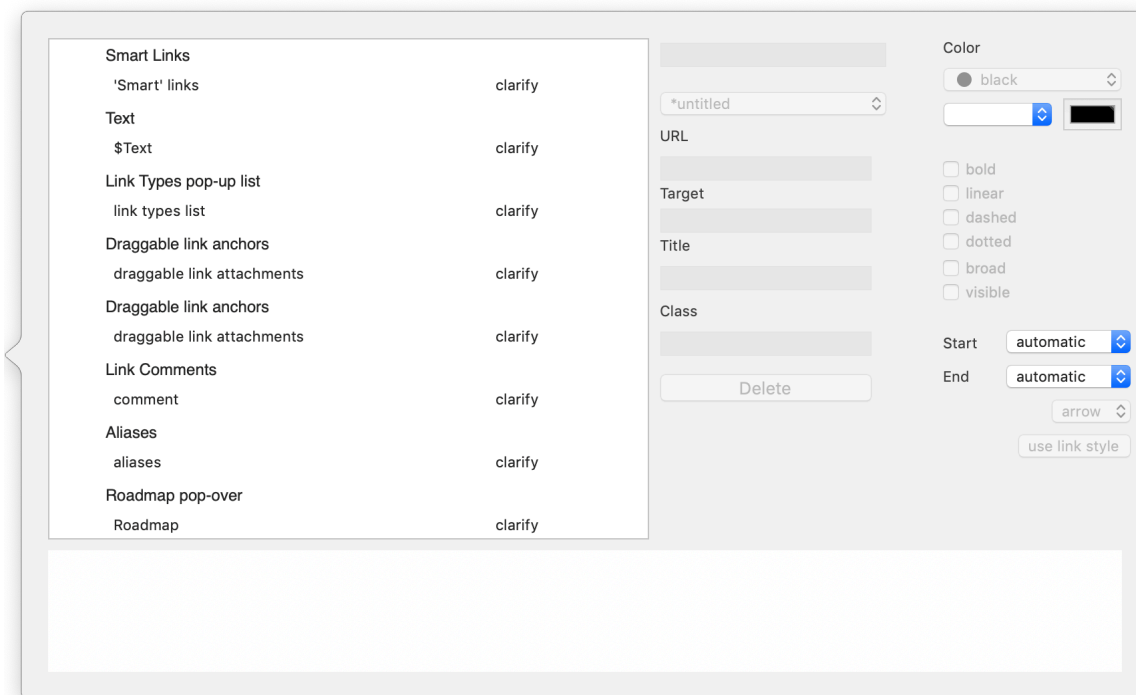 Smart Links
'Smart' links clarify
Text
$Text clarify
Link Types pop-up list
link types list clarify
Draggable link anchors
draggable link attachments clarify
Draggable link anchors
draggable link attachments clarify
Link Comments
comment clarify
Aliases
aliases clarify
Roadmap pop-over
Roadmap clarify
*untitled
URL
Target
Title
Class
Delete
Color
black
bold
linear
dashed
dotted
broad
visible
Start automatic
End automatic
arrow
use link style